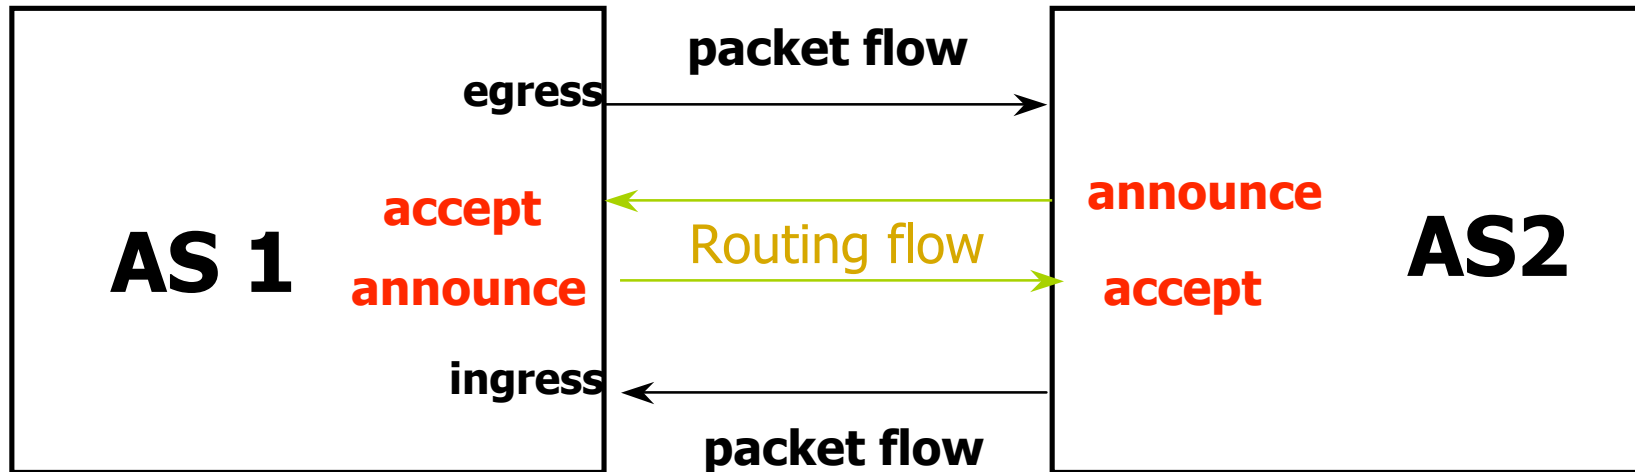 packet flow
egress
accept
announce
AS 1
Routing flow
AS2
announce
accept
ingress
packet flow